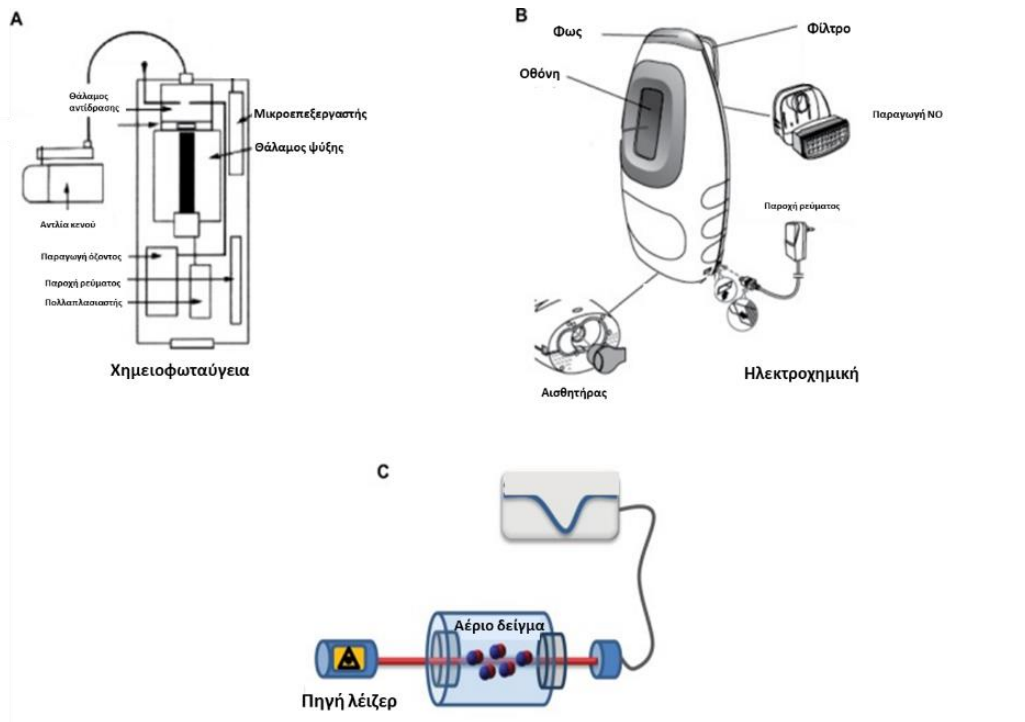 A
Θάλαμος
αντίδρασης
Μικροεπεξεργαστής
Θάλαμος ψύξης
Αντλία κενού
Παραγωγή όζοντος
Παροχή ρεύματος
Πολλαπλασιαστής
Χημειοφωταύγεια
B
Φως
Φίλτρο
Οθόνη
Παραγωγή ΝΟ
Παροχή ρεύματος
Αισθητήρας
Ηλεκτροχημική
C
Αέριο δείγμα
Πηγή λέιζερ